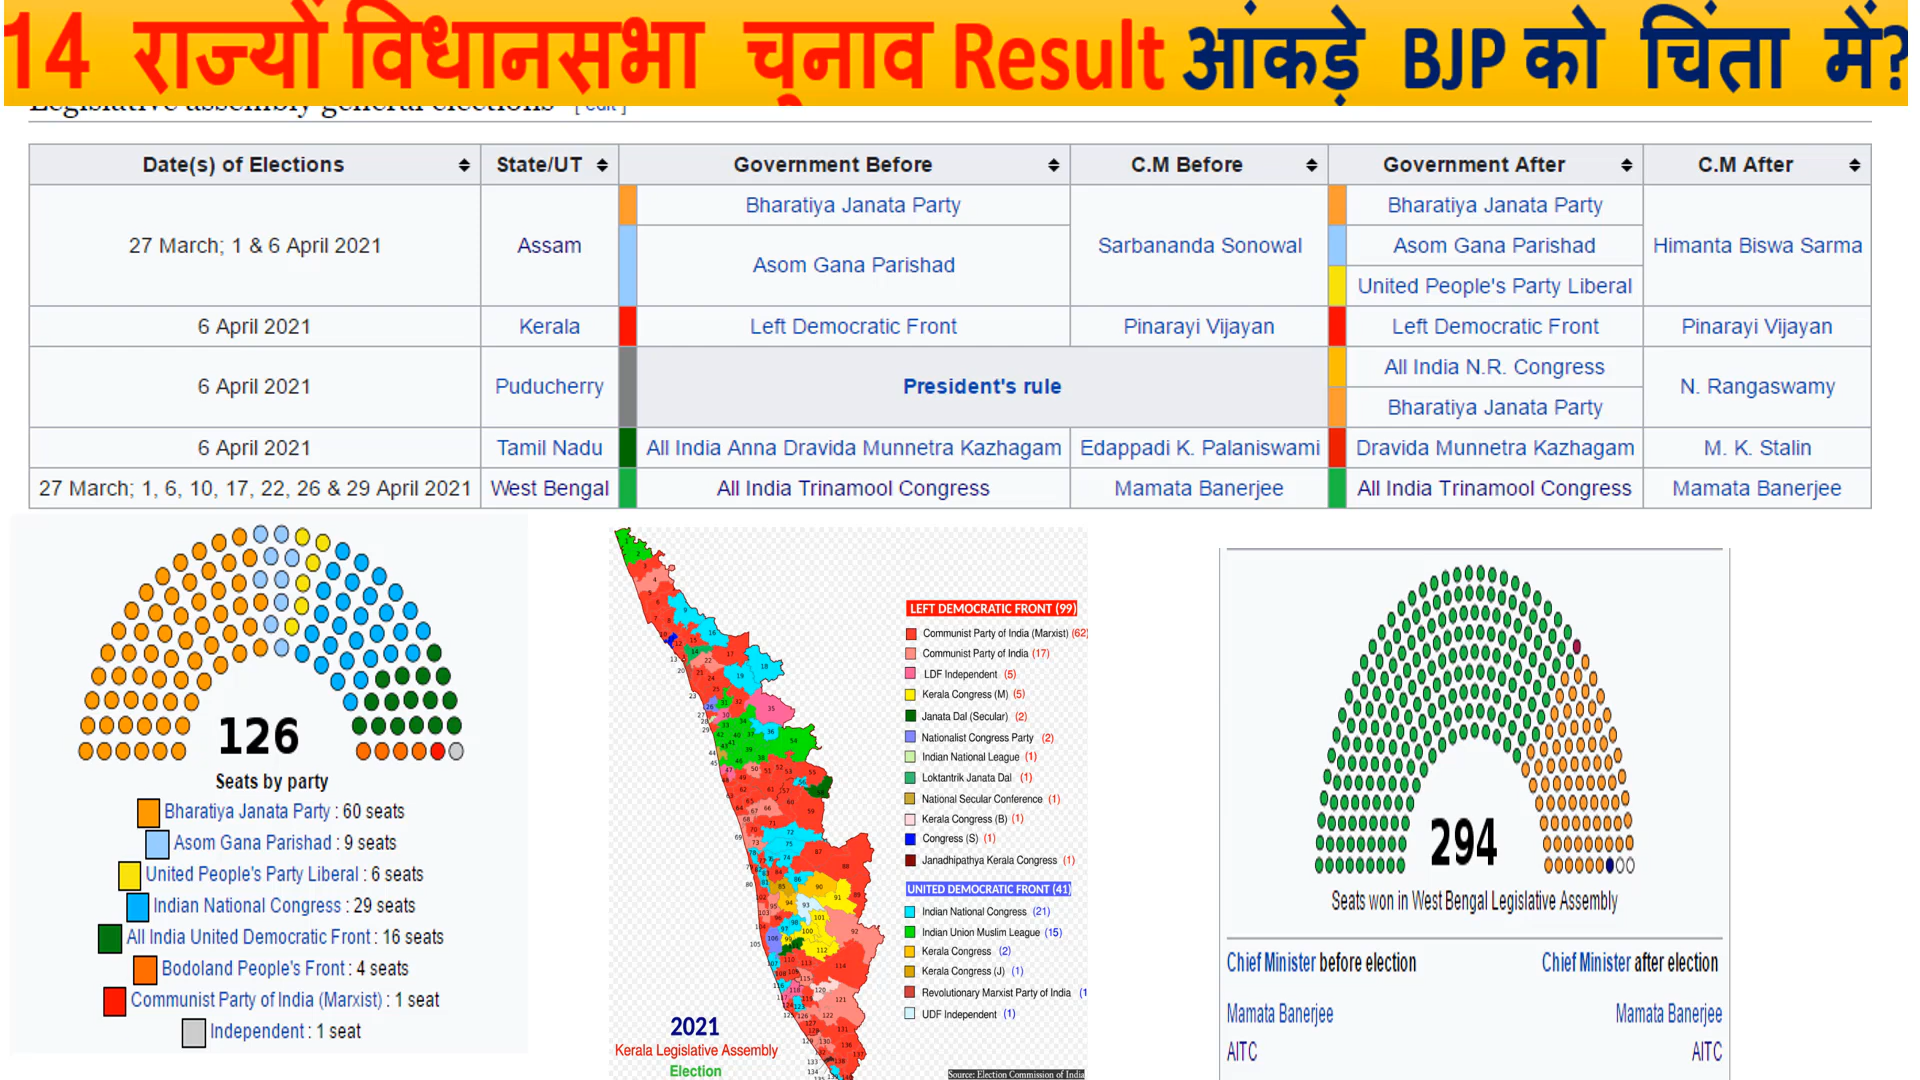 14 राज्यों विधानसभा चुनाव Result आंकड़े BJP को चिंता में?
Legislative assembly general elections [ edit ]
Date(s) of Elections State/UT Government Before C.M Before Government After C.M After
27 March; 1 & 6 April 2021 Assam Bharatiya Janata Party Asom Gana Parishad Sarbananda Sonowal Bharatiya Janata Party Asom Gana Parishad United People's Party Liberal Himanta Biswa Sarma
6 April 2021 Kerala Left Democratic Front Pinarayi Vijayan Left Democratic Front Pinarayi Vijayan
6 April 2021 Puducherry President's rule All India N.R. Congress Bharatiya Janata Party N. Rangaswamy
6 April 2021 Tamil Nadu All India Anna Dravida Munnetra Kazhagam Edappadi K. Palaniswami Dravida Munnetra Kazhagam M. K. Stalin
27 March; 1, 6, 10, 17, 22, 26 & 29 April 2021 West Bengal All India Trinamool Congress Mamata Banerjee All India Trinamool Congress Mamata Banerjee
126
Seats by party
Bharatiya Janata Party : 60 seats
Asom Gana Parishad : 9 seats
United People's Party Liberal : 6 seats
Indian National Congress : 29 seats
All India United Democratic Front : 16 seats
Bodoland People's Front : 4 seats
Communist Party of India (Marxist) : 1 seat
Independent : 1 seat
LEFT DEMOCRATIC FRONT (99)
Communist Party of India (Marxist) (62)
Communist Party of India (17)
LDF Independent (5)
Kerala Congress (M) (5)
Janata Dal (Secular) (2)
Nationalist Congress Party (2)
Indian National League (1)
Loktantrik Janata Dal (1)
National Secular Conference (1)
Kerala Congress (B) (1)
Congress (S) (1)
Janadhipathya Kerala Congress (1)
UNITED DEMOCRATIC FRONT (41)
Indian National Congress (21)
Indian Union Muslim League (15)
Kerala Congress (2)
Kerala Congress (J) (1)
Revolutionary Marxist Party of India (1
UDF Independent (1)
2021
Kerala Legislative Assembly
Election
Source: Election Commission of India
294
Seats won in West Bengal Legislative Assembly
Chief Minister before election Chief Minister after election
Mamata Banerjee Mamata Banerjee
AITC AITC